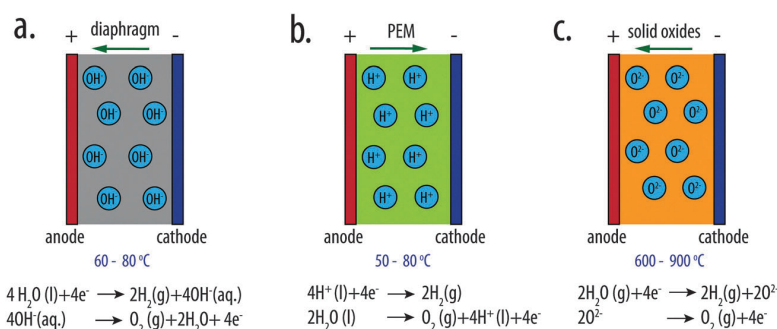 a.
diaphragm
+
-
OH⁻ OH⁻
OH⁻ OH⁻
OH⁻ OH⁻
OH⁻ OH⁻
anode
cathode
60 - 80 ⁰C
4 H₂O (l)+4e⁻ → 2H₂(g)+4OH⁻(aq.)
4OH⁻(aq.) → O₂ (g)+2H₂O+ 4e⁻
b.
PEM
+
-
H⁺ H⁺
H⁺ H⁺
H⁺ H⁺
H⁺ H⁺
anode
cathode
50 - 80 ⁰C
4H⁺ (l)+4e⁻ → 2H₂(g)
2H₂O (l) → O₂ (g)+4H⁺ (l)+4e⁻
c.
solid oxides
+
-
O²⁻ O²⁻
O²⁻ O²⁻
O²⁻ O²⁻
O²⁻ O²⁻
anode
cathode
600 - 900 ⁰C
2H₂O (g)+4e⁻ → 2H₂(g)+2O²⁻
2O²⁻ → O₂ (g)+4e⁻